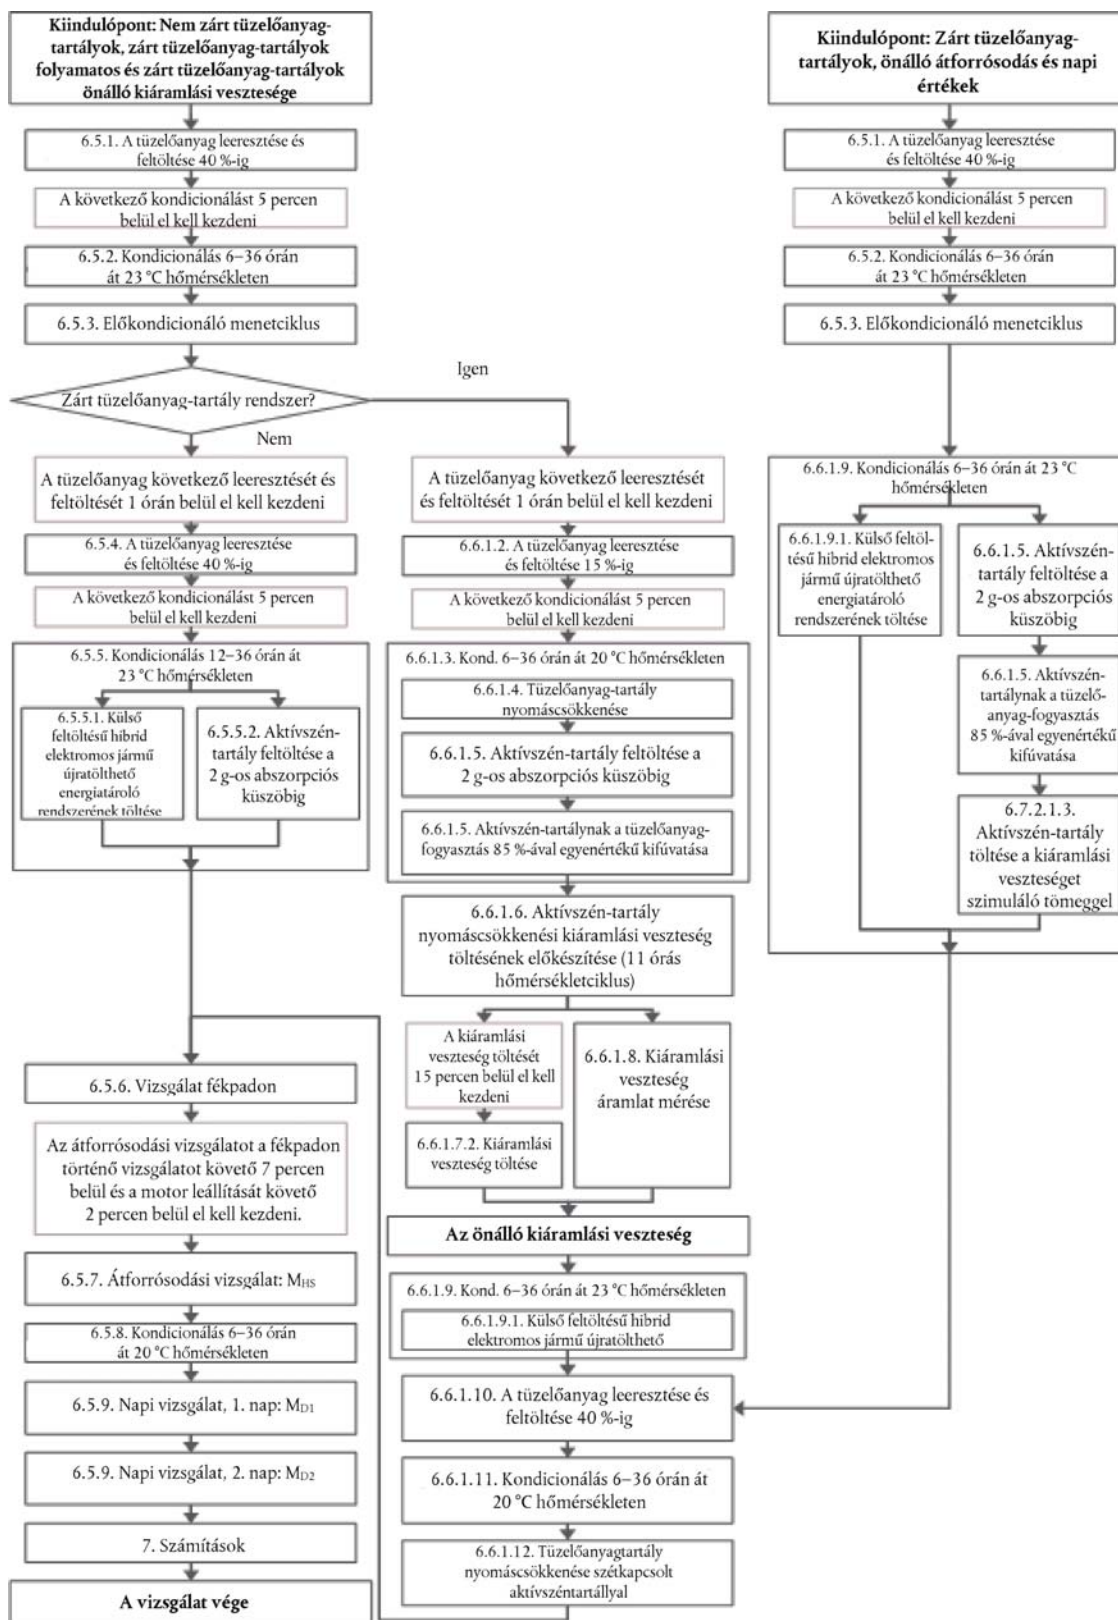 Kiindulópont: Nem zárt tüzelőanyag-
tartályok, zárt tüzelőanyag-tartályok
folyamatos és zárt tüzelőanyag-tartályok
önálló kiáramlási vesztesége
6.5.1. A tüzelőanyag leeresztése és
feltöltése 40 %-ig
A következő kondicionálást 5 percen
belül el kell kezdeni
6.5.2. Kondicionálás 6–36 órán
át 23 °C hőmérsékleten
6.5.3. Előkondicionáló menetciklus
Zárt tüzelőanyag-tartály rendszer?
Igen
Nem
A tüzelőanyag következő leeresztését és
feltöltését 1 órán belül el kell kezdeni
6.5.4. A tüzelőanyag leeresztése
és feltöltése 40 %-ig
A következő kondicionálást 5 percen
belül el kell kezdeni
6.5.5. Kondicionálás 12–36 órán át
23 °C hőmérsékleten
6.5.5.1. Külső
feltöltésű hibrid
elektromos jármű
újratölthető
energiatároló
rendszerének töltése
6.5.5.2. Aktívszén-
tartály feltöltése a
2 g-os abszorpciós
küszöbig
6.5.6. Vizsgálat fékpadon
Az átforrósodási vizsgálatot a fékpadon
történő vizsgálatot követő 7 percen
belül és a motor leállítását követő
2 percen belül el kell kezdeni.
6.5.7. Átforrósodási vizsgálat: MHS
6.5.8. Kondicionálás 6–36 órán
át 20 °C hőmérsékleten
6.5.9. Napi vizsgálat, 1. nap: MD1
6.5.9. Napi vizsgálat, 2. nap: MD2
7. Számítások
A vizsgálat vége
A tüzelőanyag következő leeresztését
és feltöltését 1 órán belül el kell kezdeni
6.6.1.2. A tüzelőanyag leeresztése
és feltöltése 15 %-ig
A következő kondicionálást 5 percen
belül el kell kezdeni
6.6.1.3. Kond. 6–36 órán át 20 °C hőmérsékleten
6.6.1.4. Tüzelőanyag-tartály
nyomáscsökkenése
6.6.1.5. Aktívszén-tartály feltöltése a
2 g-os abszorpciós küszöbig
6.6.1.5. Aktívszén-tartálynak a tüzelőanyag-
fogyasztás 85 %-ával egyenértékű kifúvatása
6.6.1.6. Aktívszén-tartály
nyomáscsökkenési kiáramlási veszteség
töltésének előkészítése (11 órás
hőmérsékletciklus)
A kiáramlási
veszteség töltését
15 percen belül el kell
kezdeni
6.6.1.7.2. Kiáramlási
veszteség töltése
6.6.1.8. Kiáramlási
veszteség
áramlat mérése
Az önálló kiáramlási veszteség
6.6.1.9. Kond. 6–36 órán át 23 °C hőmérsékleten
6.6.1.9.1. Külső feltöltésű hibrid
elektromos jármű újratölthető
6.6.1.10. A tüzelőanyag leeresztése és
feltöltése 40 %-ig
6.6.1.11. Kondicionálás 6–36 órán át
20 °C hőmérsékleten
6.6.1.12. Tüzelőanyagtartály
nyomáscsökkenése szétkapcsolt
aktívszéntartállyal
Kiindulópont: Zárt tüzelőanyag-
tartályok, önálló átforrósodás és napi
értékek
6.5.1. A tüzelőanyag leeresztése
és feltöltése 40 %-ig
A következő kondicionálást 5 percen
belül el kell kezdeni
6.5.2. Kondicionálás 6–36 órán
át 23 °C hőmérsékleten
6.5.3. Előkondicionáló menetciklus
6.6.1.9. Kondicionálás 6–36 órán át 23 °C
hőmérsékleten
6.6.1.9.1. Külső feltöl-
tésű hibrid elektromos
jármű újratölthető
energiatároló
rendszerének töltése
6.6.1.5. Aktívszén-
tartály feltöltése a
2 g-os abszorpciós
küszöbig
6.6.1.5. Aktívszén-
tartálynak a tüzelő-
anyag-fogyasztás
85 %-ával egyenértékű
kifúvatása
6.7.2.1.3.
Aktívszén-tartály
töltése a kiáramlási
veszteséget
szimuláló tömeggel